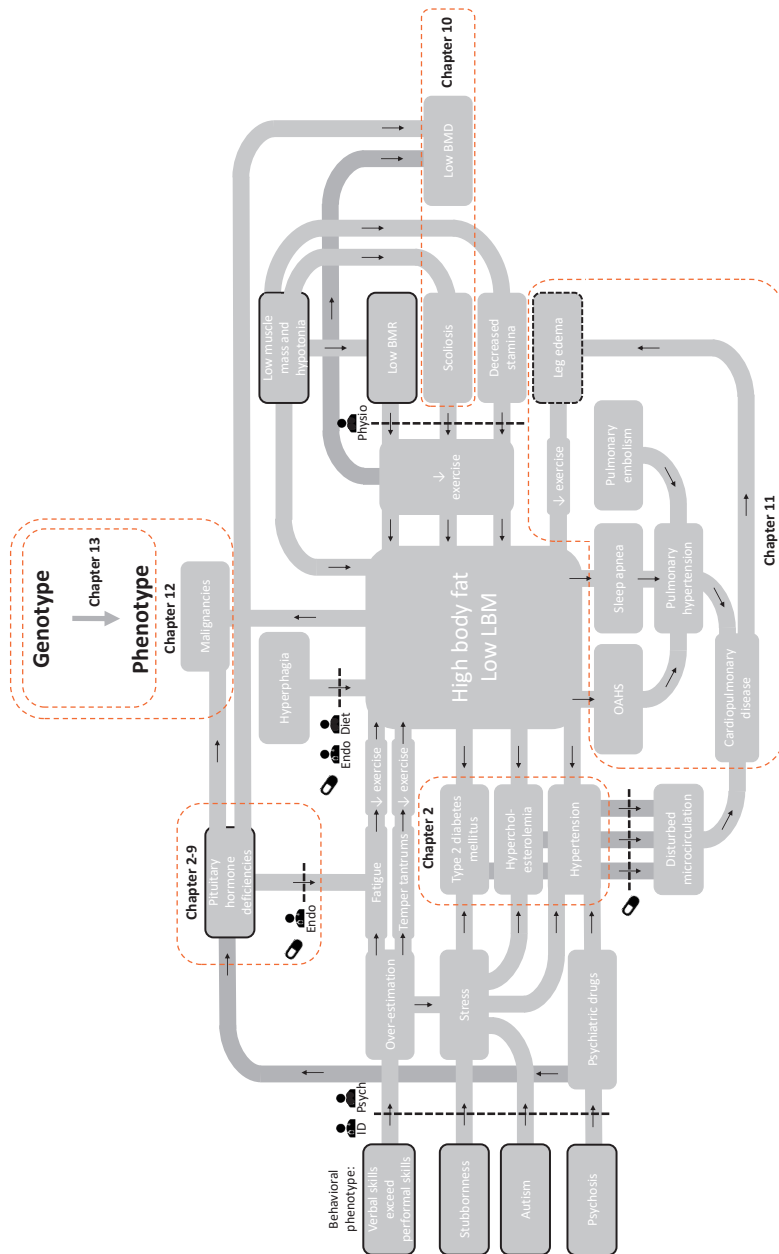 Behavioral
phenotype:
Verbal skills
exceed
performal skills
Stubbornness
Autism
Psychosis
ID
Psych
Over-estimation
Stress
Psychiatric drugs
Chapter 2-9
Pituitary
hormone
deficiencies
Endo
Fatigue
↓ exercise
Temper tantrums
↓ exercise
Chapter 2
Type 2 diabetes
mellitus
Hyperchol-
esterolemia
Hypertension
Disturbed
microcirculation
Genotype
Chapter 13
Phenotype
Chapter 12
Malignancies
Hyperphagia
Endo
Diet
High body fat
Low LBM
OAHS
Sleep apnea
Pulmonary
embolism
Pulmonary
hypertension
Cardiopulmonary
disease
Chapter 11
Low muscle
mass and
hypotonia
Low BMR
Scoliosis
Decreased
stamina
Physio
↓
exercise
Leg edema
↓ exercise
Low BMD
Chapter 10